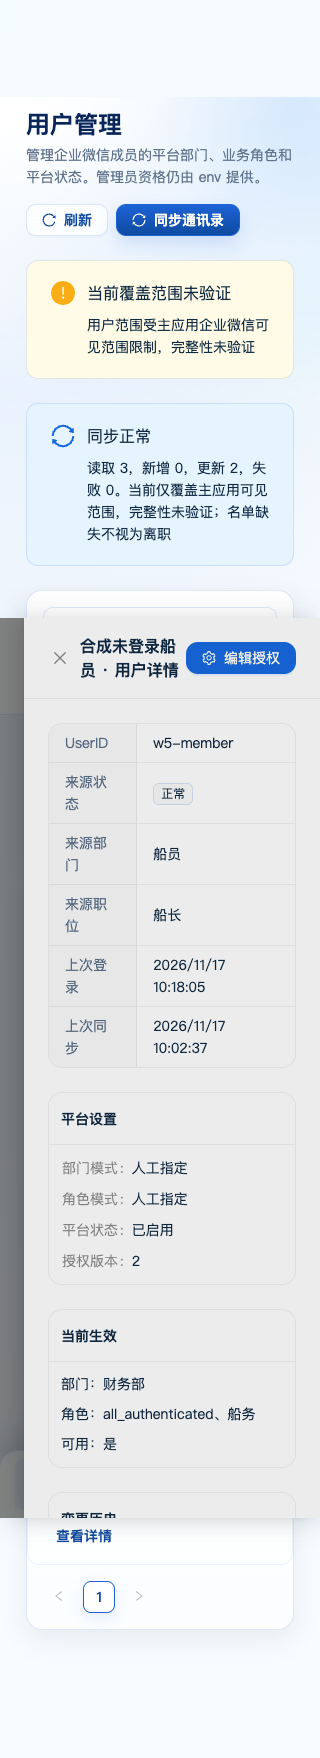 用户管理
管理企业微信成员的平台部门、业务角色和
平台状态。管理员资格仍由 env 提供。
刷新
同步通讯录
当前覆盖范围未验证
用户范围受主应用企业微信可
见范围限制，完整性未验证
同步正常
读取 3，新增 0，更新 2，失
败 0。当前仅覆盖主应用可见
范围，完整性未验证；名单缺
失不视为离职
合成未登录船
员 · 用户详情
编辑授权
UserID
w5-member
来源状
态
正常
来源部
门
船员
来源职
位
船长
上次登
录
2026/11/17
10:18:05
上次同
步
2026/11/17
10:02:37
平台设置
部门模式：人工指定
角色模式：人工指定
平台状态：已启用
授权版本：2
当前生效
部门：财务部
角色：all_authenticated、船务
可用：是
变更历史
查看详情
1